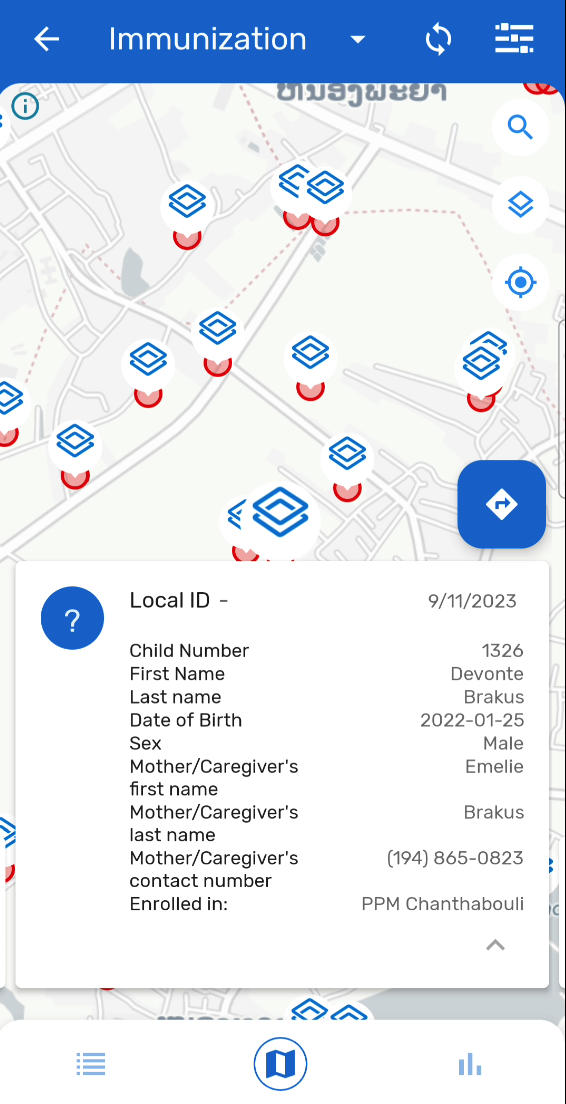 Immunization
ຫນອງພະຍາ
Local ID -
9/11/2023
?
Child Number 1326
First Name Devonte
Last name Brakus
Date of Birth 2022-01-25
Sex Male
Mother/Caregiver's Emelie
first name
Mother/Caregiver's Brakus
last name
Mother/Caregiver's (194) 865-0823
contact number
Enrolled in: PPM Chanthabouli